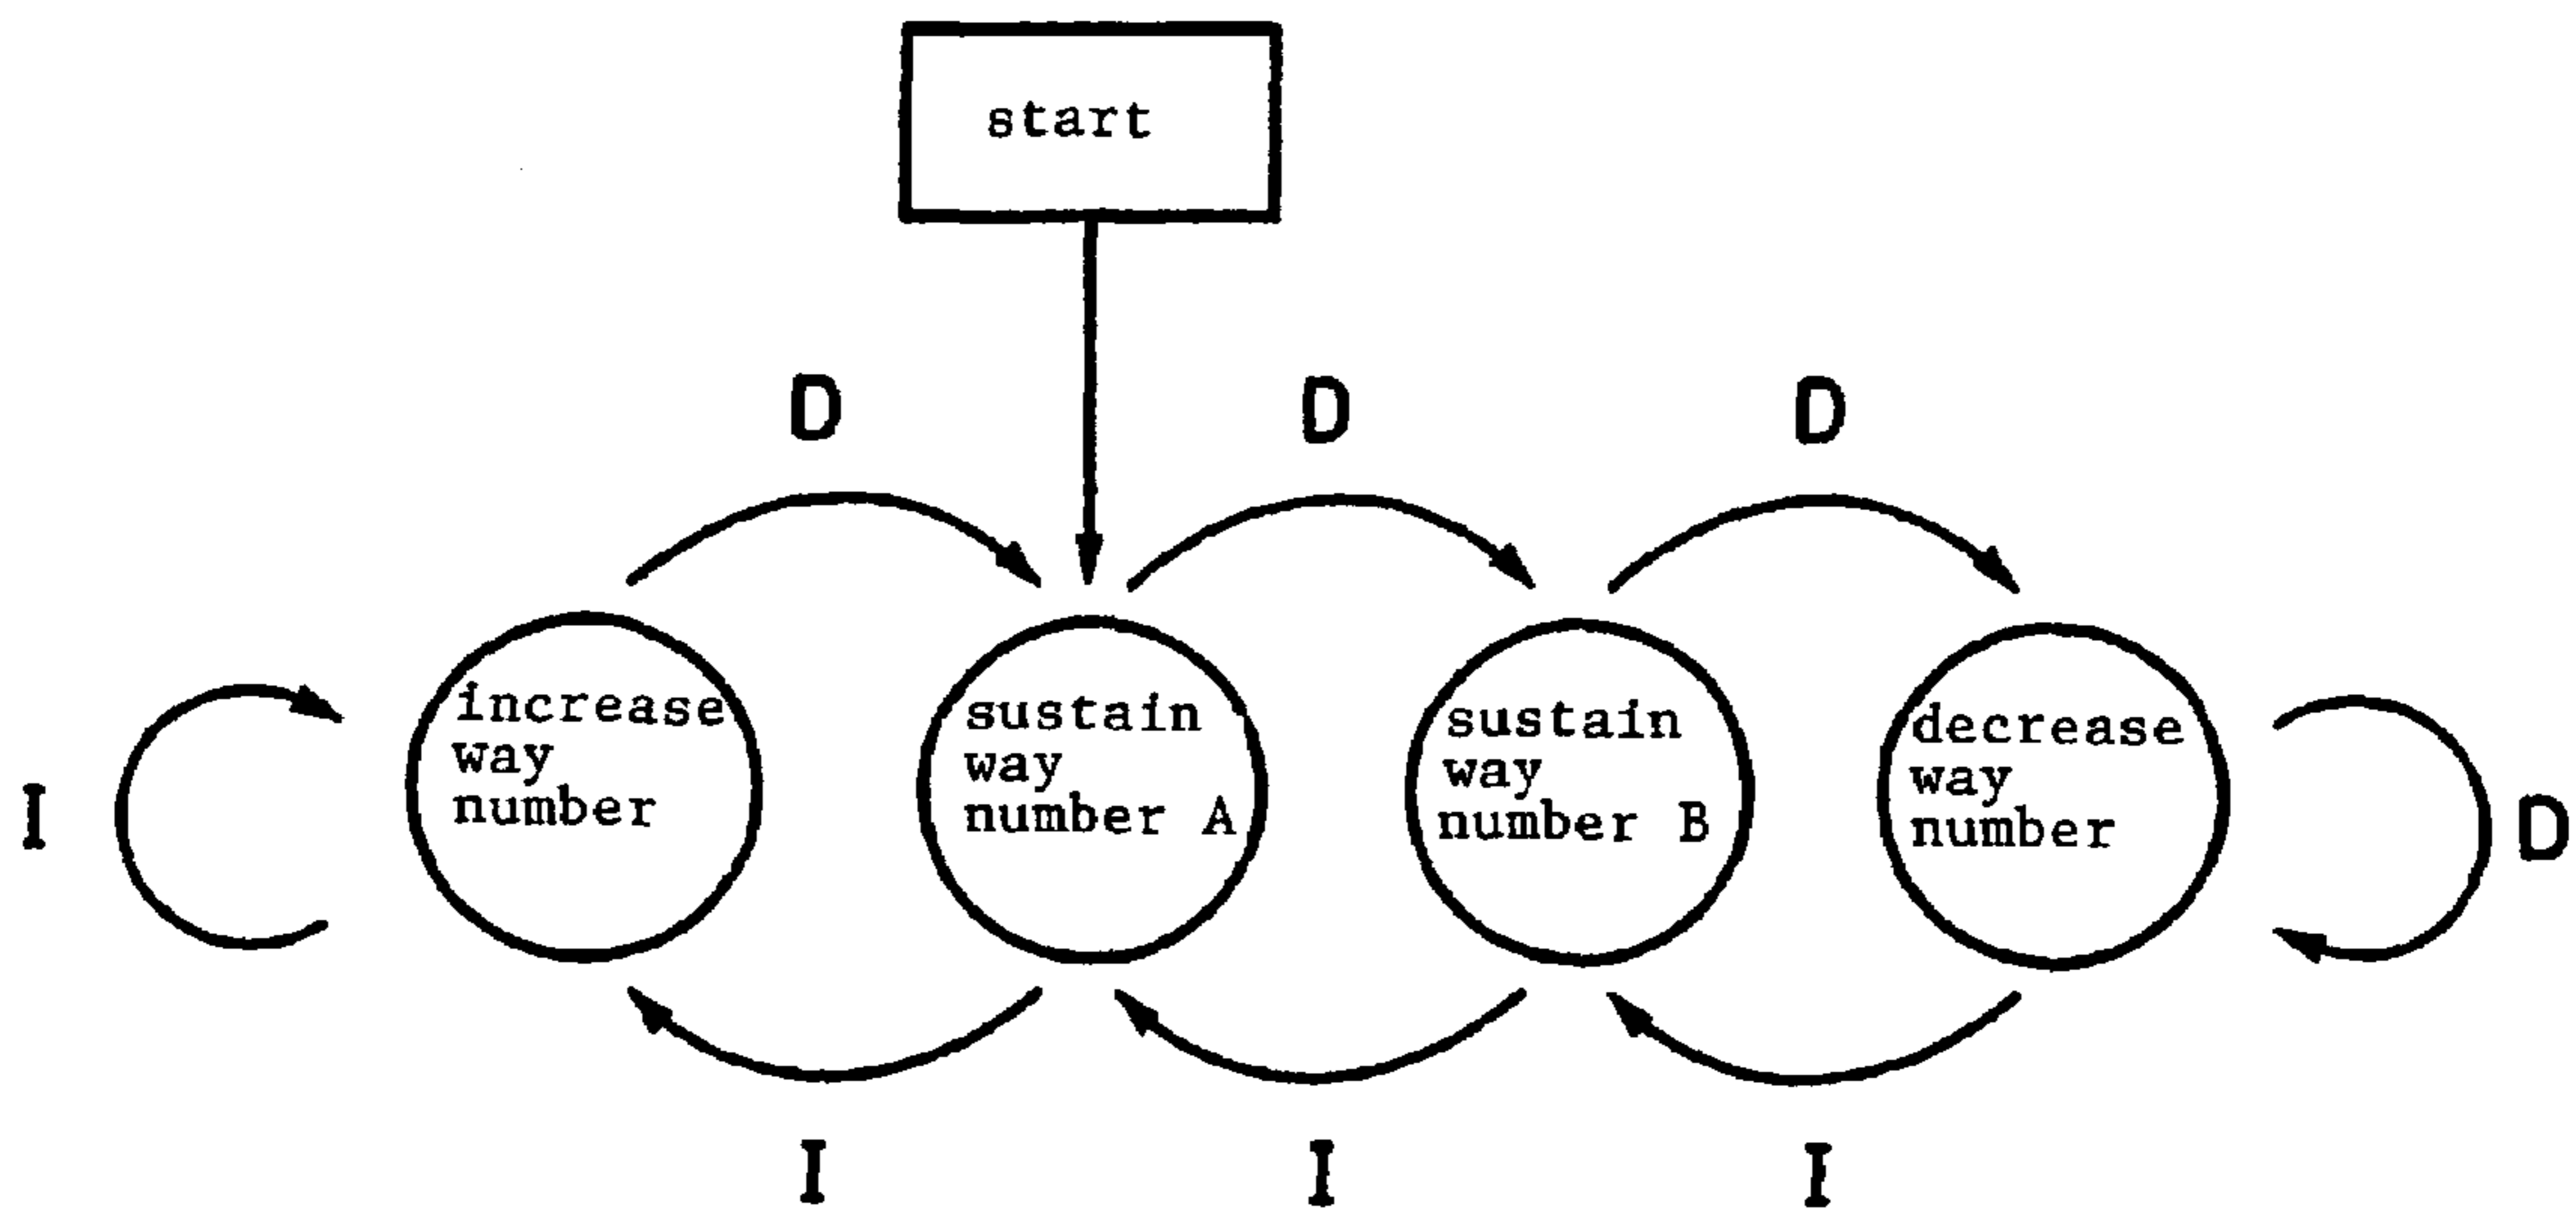 start
D D D
increase
way
number
sustain
way
number A
sustain
way
number B
decrease
way
number
I
D
I I I